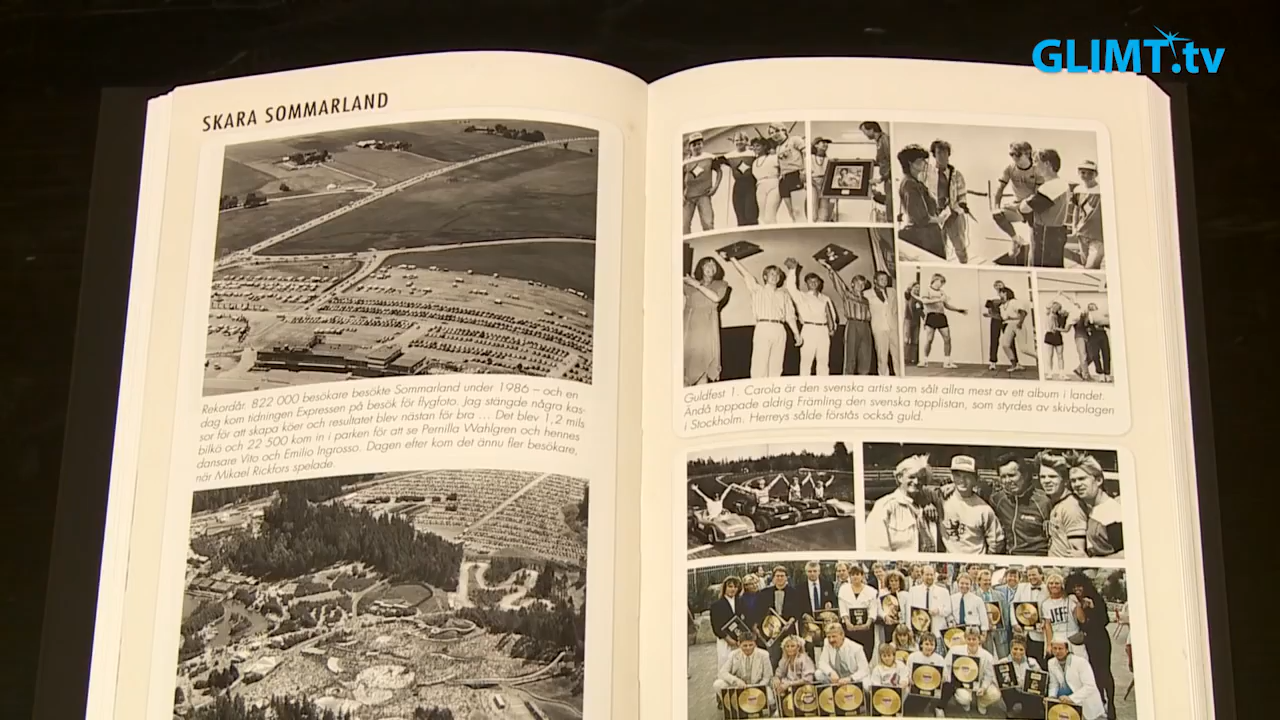 GLIMT.tv
SKARA SOMMARLAND
Rekordår. 822 000 besökare besökte Sommarland under 1986 – och en
dag kom tidningen Expressen på besök för flygfoto. Jag stängde några kas-
sor för att skapa köer och resultatet blev nästan för bra ... Det blev 1,2 mils
bilkö och 22 500 kom in i parken för att se Pernilla Wahlgren och hennes
dansare Vito och Emilio Ingrosso. Dagen efter kom det ännu fler besökare,
när Mikael Rickfors spelade.
Guldfest 1. Carola är den svenska artist som sålt allra mest av ett album i landet.
Ändå toppade aldrig Främling den svenska topplistan, som styrdes av skivbolagen
i Stockholm. Herreys sålde förstås också guld.